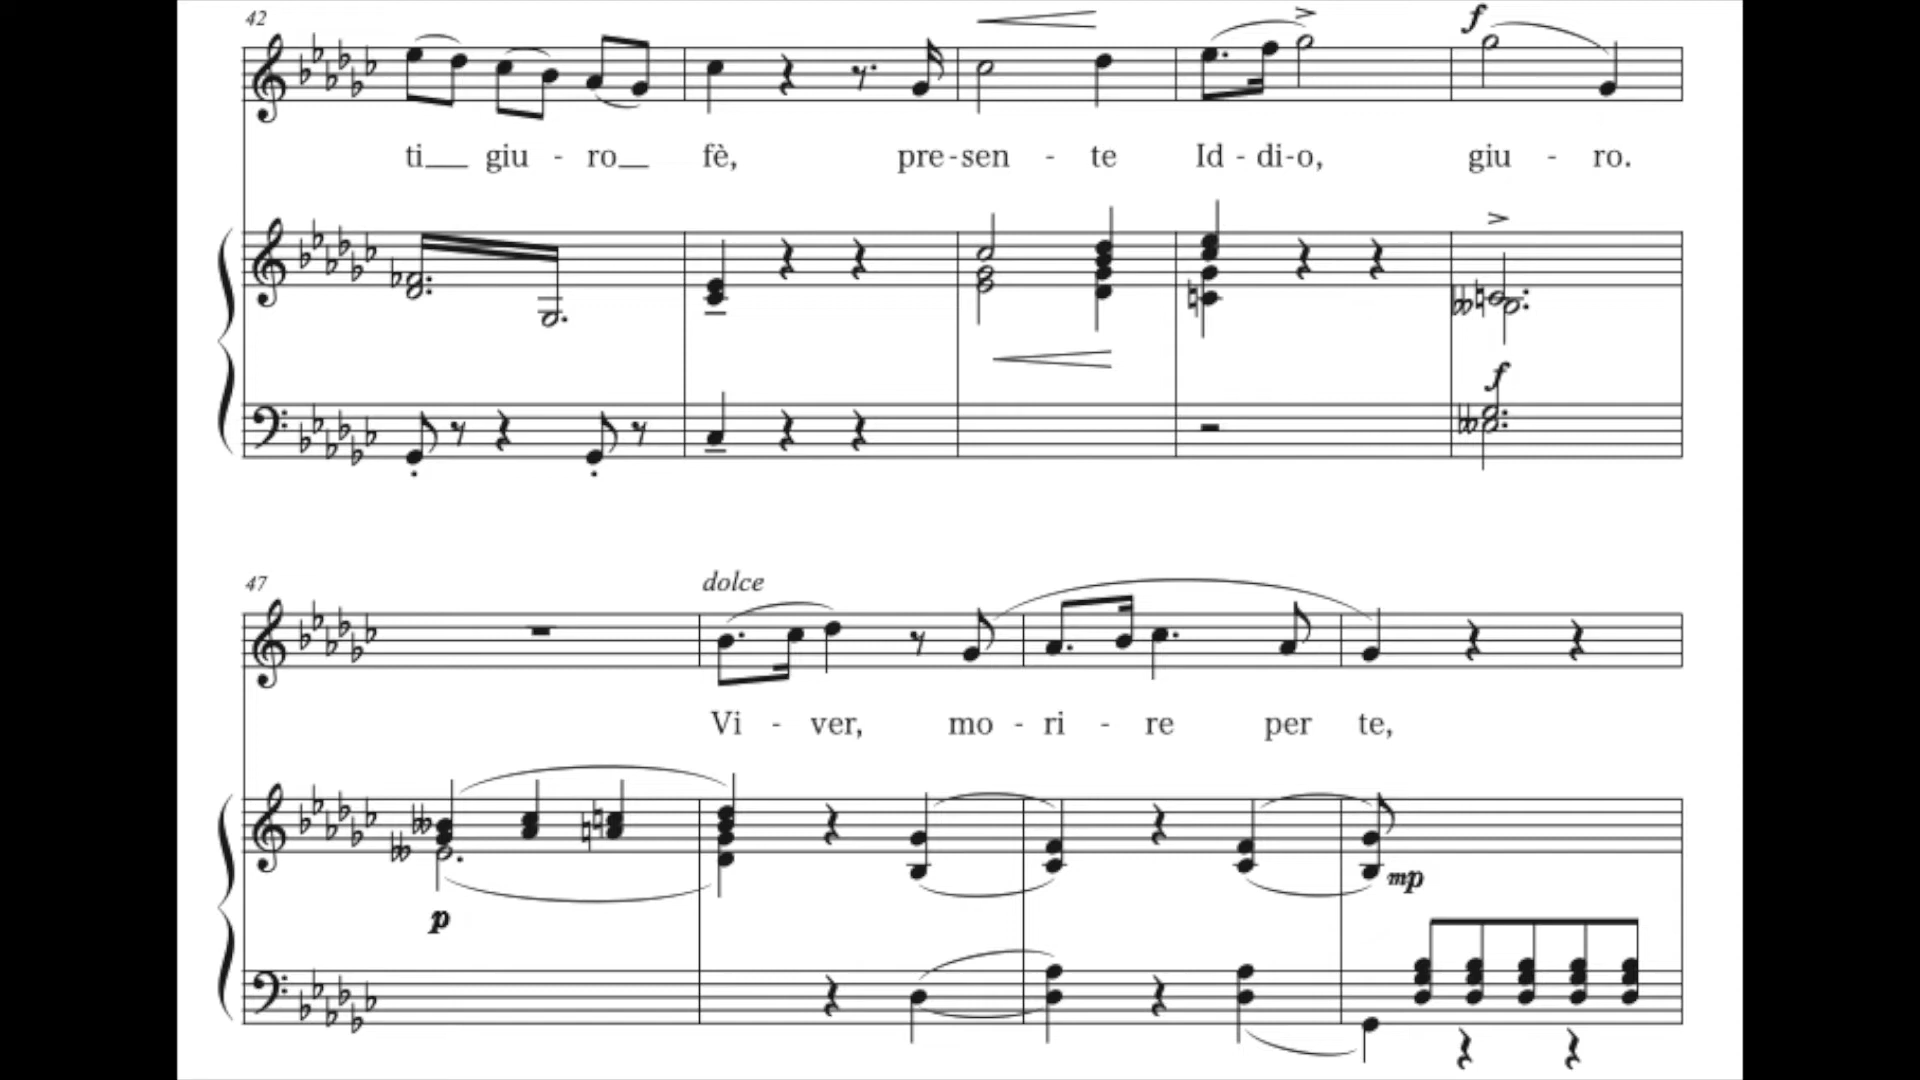 42
f
ti giu - ro fè, pre - sen - te Id - di - o, giu - ro.
f
47
dolce
Vi - ver, mo - ri - re per te,
mp
p